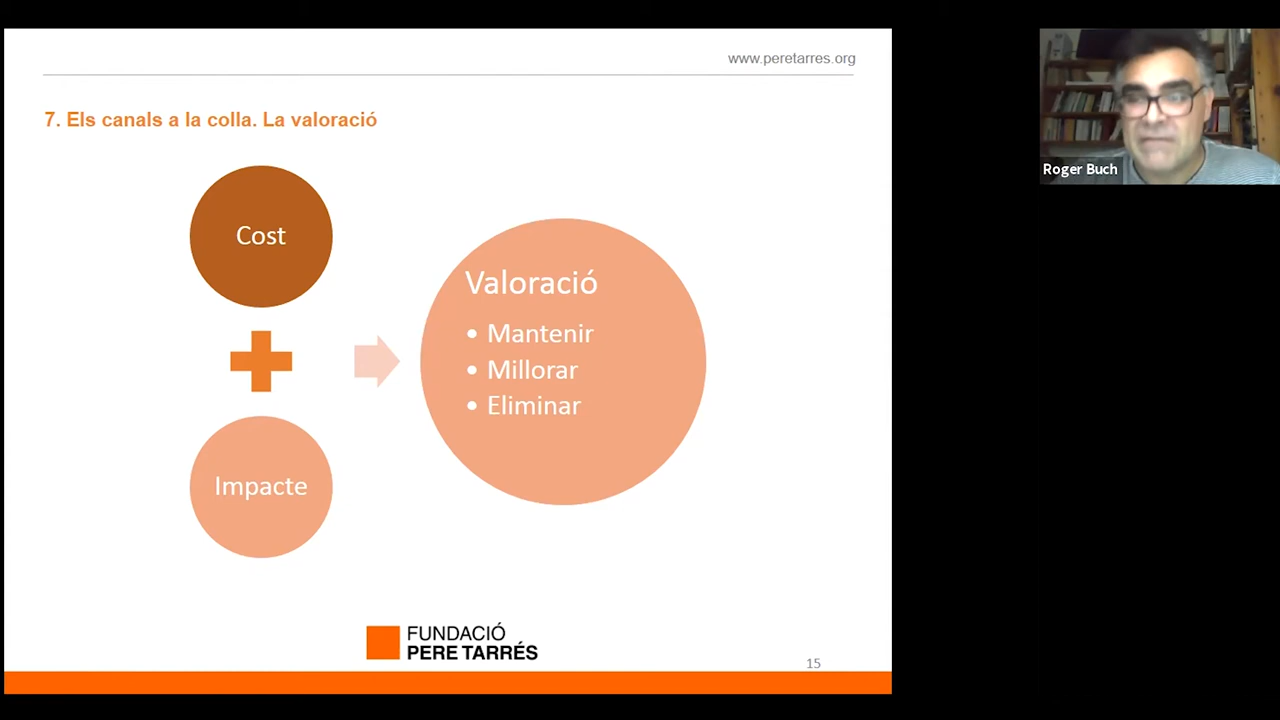 www.peretarres.org
7. Els canals a la colla. La valoració
Cost
Impacte
Valoració
• Mantenir
• Millorar
• Eliminar
FUNDACIÓ
PERE TARRÉS
15
Roger Buch